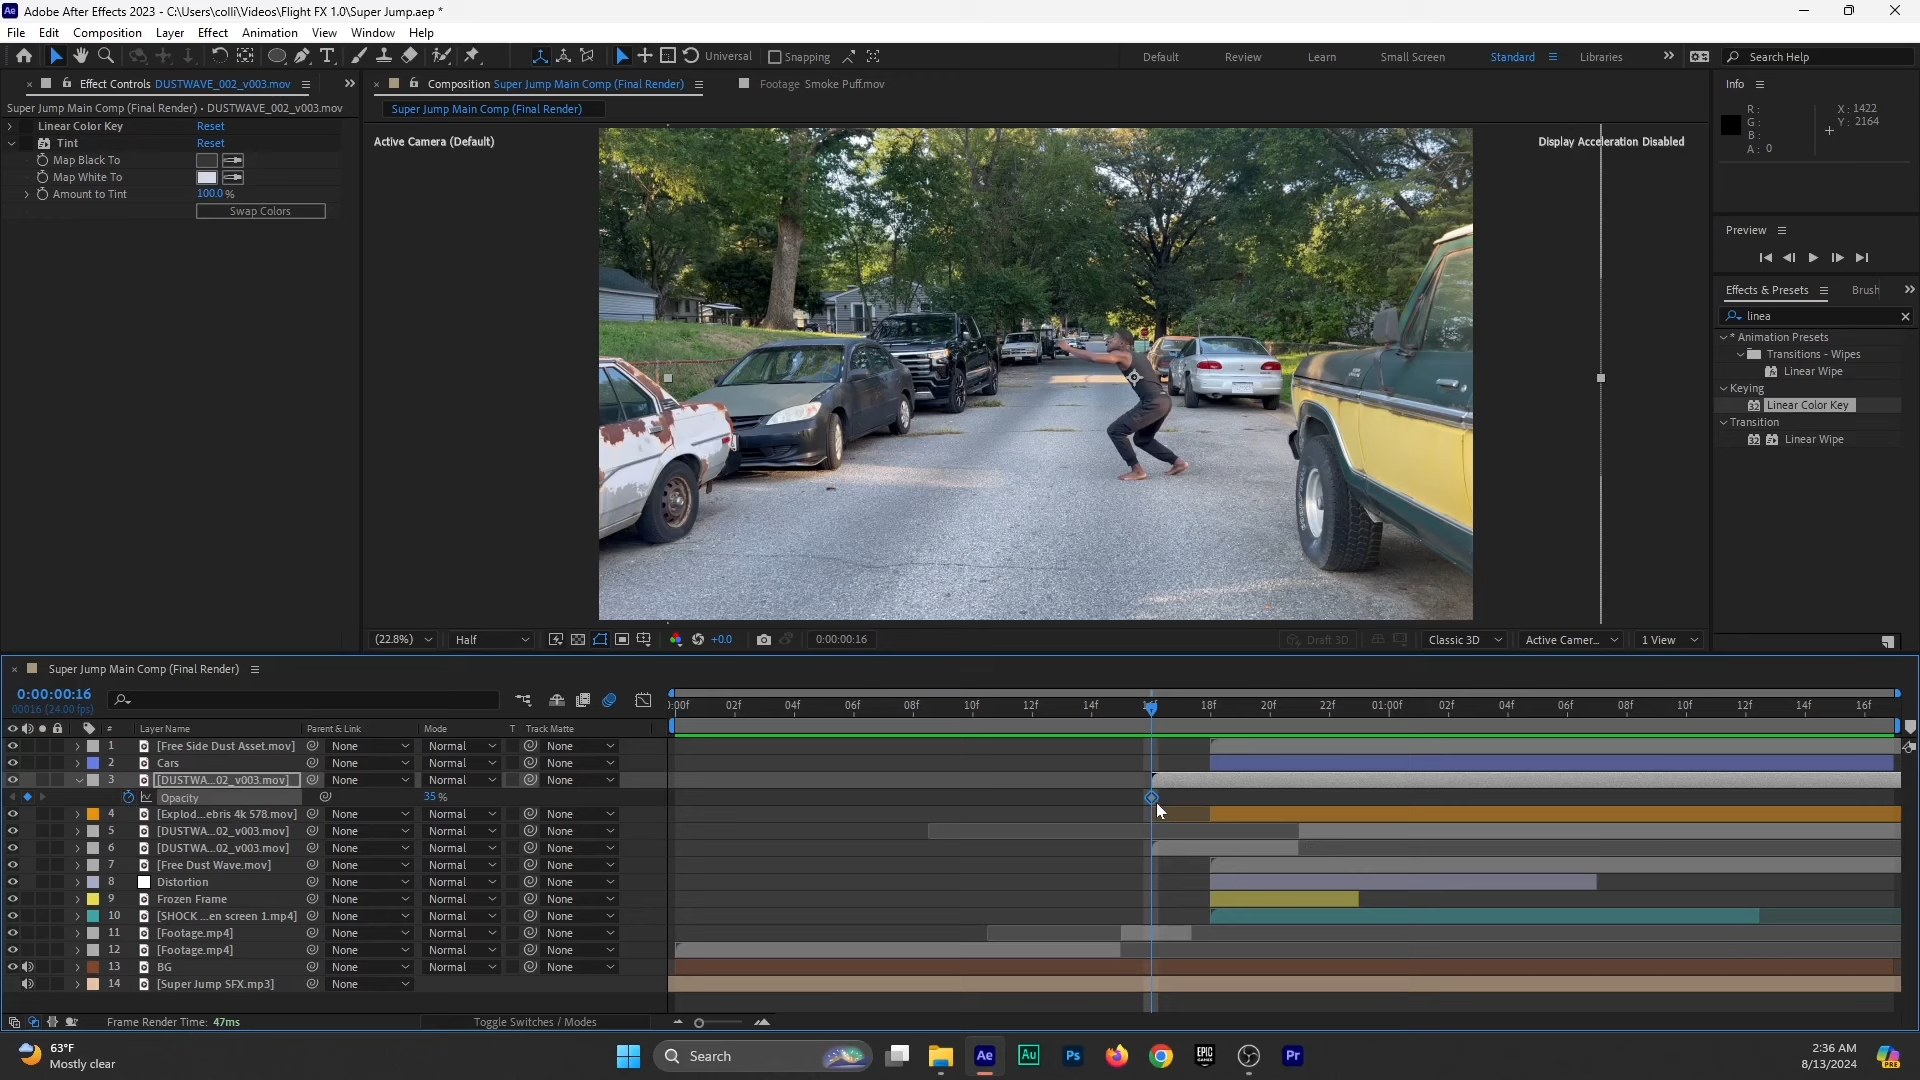 Ae Adobe After Effects 2023 - C:\Users\colli\Videos\Flight FX 1.0\Super Jump.aep *
File Edit Composition Layer Effect Animation View Window Help
Universal Snapping Default Review Learn Small Screen Standard Libraries Search Help
Effect Controls DUSTWAVE_002_v003.mov
Super Jump Main Comp (Final Render) • DUSTWAVE_002_v003.mov
Linear Color Key Reset
Tint Reset
Map Black To
Map White To
Amount to Tint 100.0 %
Swap Colors
Composition Super Jump Main Comp (Final Render) Footage Smoke Puff.mov
Super Jump Main Comp (Final Render)
Active Camera (Default)
Display Acceleration Disabled
(22.8%) Half +0.0 0:00:00:16 Draft 3D Classic 3D Active Camer... 1 View
Info
R : X : 1422
G : Y : 2164
B :
A : 0
Preview
Effects & Presets Brush
linea
* Animation Presets
Transitions - Wipes
Linear Wipe
Keying
32 Linear Color Key
Transition
32 Linear Wipe
Super Jump Main Comp (Final Render)
0:00:00:16
00016 (24.00 fps)
):00f 02f 04f 06f 08f 10f 12f 14f 16f 18f 20f 22f 01:00f 02f 04f 06f 08f 10f 12f 14f 16f
# Layer Name Parent & Link Mode T Track Matte
1 [Free Side Dust Asset.mov] None Normal None
2 Cars None Normal None
3 [DUSTWA...02_v003.mov] None Normal None
Opacity 35 %
4 [Explod...ebris 4k 578.mov] None Normal None
5 [DUSTWA...02_v003.mov] None Normal None
6 [DUSTWA...02_v003.mov] None Normal None
7 [Free Dust Wave.mov] None Normal None
8 Distortion None Normal None
9 Frozen Frame None Normal None
10 [SHOCK ...en screen 1.mp4] None Normal None
11 [Footage.mp4] None Normal None
12 [Footage.mp4] None Normal None
13 BG None Normal None
14 [Super Jump SFX.mp3] None
Frame Render Time: 47ms Toggle Switches / Modes
63°F
Mostly clear
Search
Ae Au Ps EPIC GAMES Pr
2:36 AM
8/13/2024
PRE